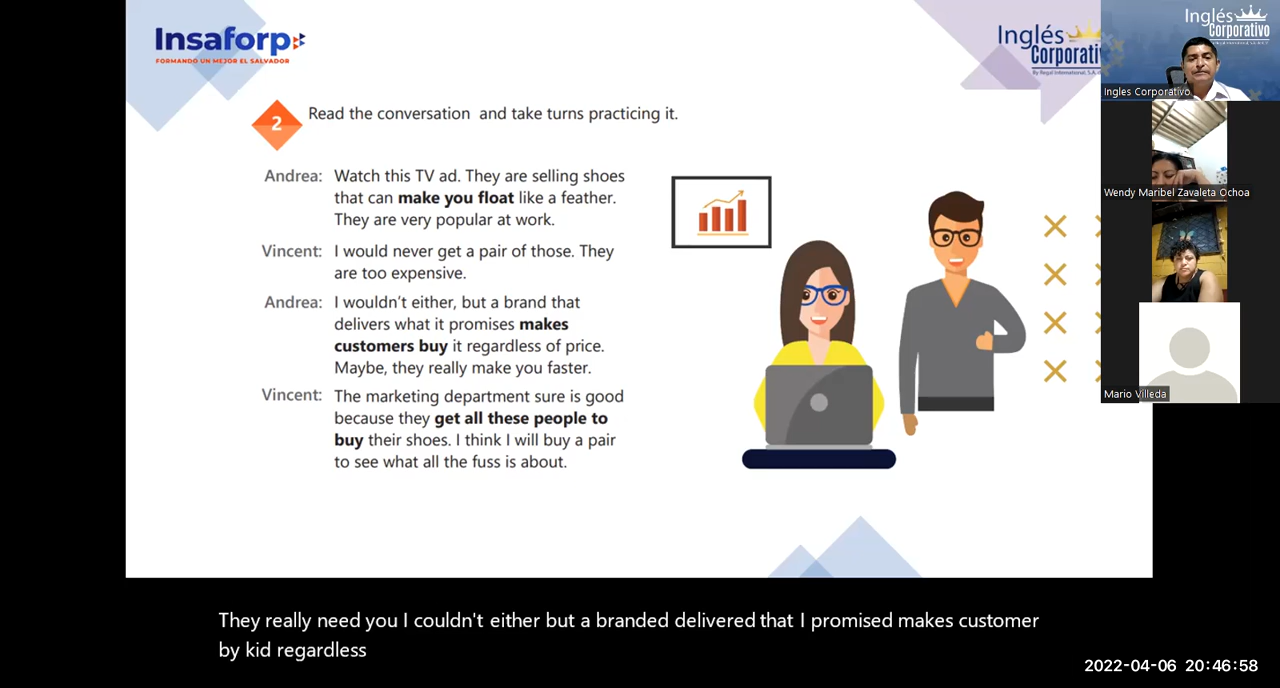 Insaforp
FORMANDO UN MEJOR EL SALVADOR
Inglés
Corporativ
By Regal International, S.A. d
Inglés
Corporativo
Ingles Corporativo
Wendy Maribel Zavaleta Ochoa
Mario Villeda
2
Read the conversation and take turns practicing it.
Andrea: Watch this TV ad. They are selling shoes
that can make you float like a feather.
They are very popular at work.
Vincent: I would never get a pair of those. They
are too expensive.
Andrea: I wouldn't either, but a brand that
delivers what it promises makes
customers buy it regardless of price.
Maybe, they really make you faster.
Vincent: The marketing department sure is good
because they get all these people to
buy their shoes. I think I will buy a pair
to see what all the fuss is about.
They really need you I couldn't either but a branded delivered that I promised makes customer
by kid regardless
2022-04-06 20:46:58